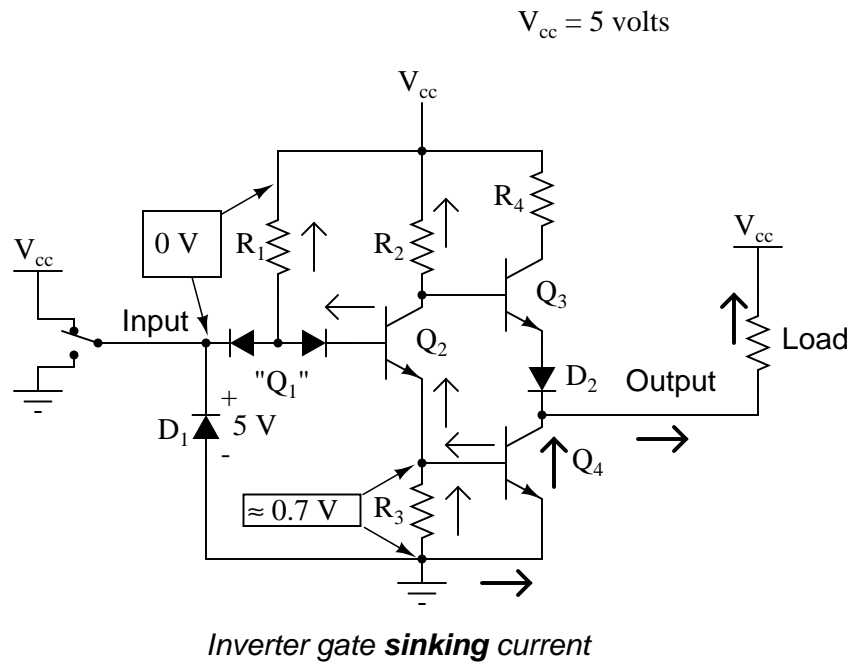 Vcc = 5 volts
Vcc
R4
0 V
R1
R2
Vcc
Vcc
Input
Q3
Q2
Load
"Q1"
D2
Output
+
D1
5 V
-
Q4
≈ 0.7 V
R3
Inverter gate sinking current